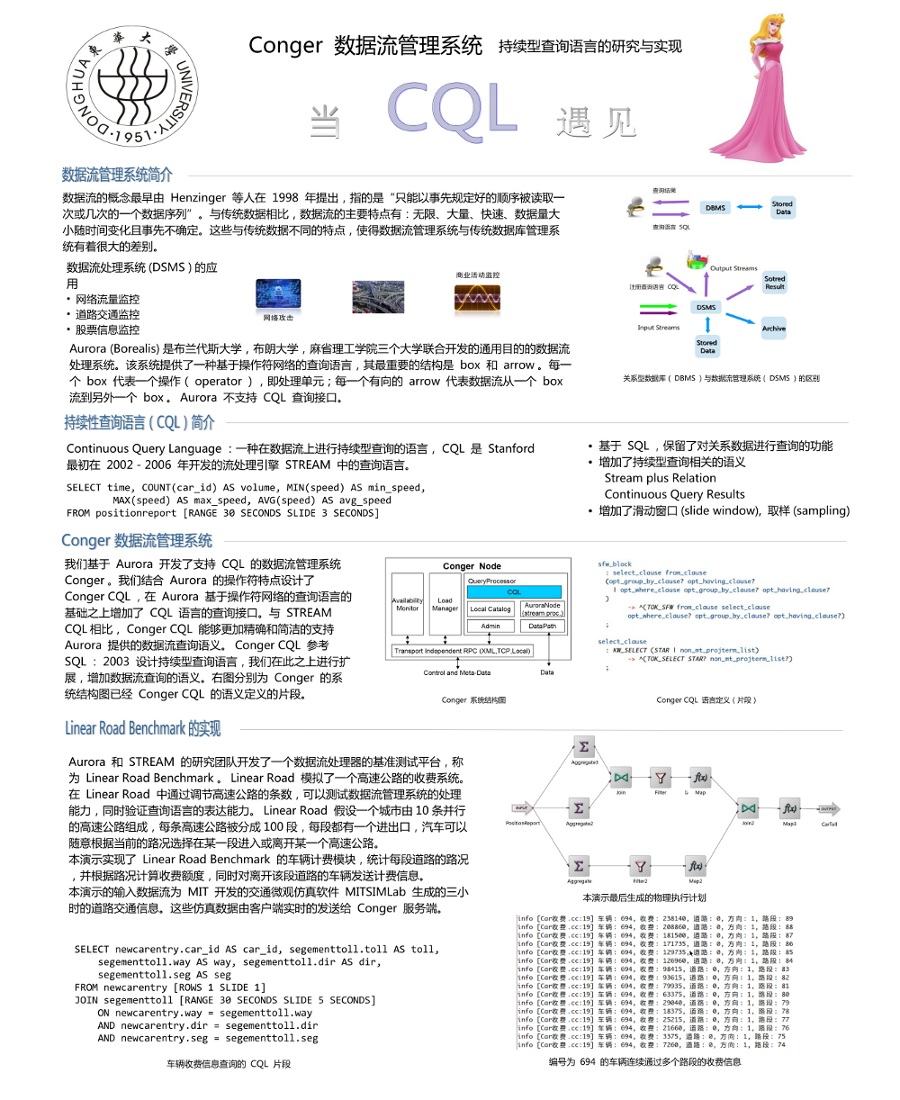 東華大學
DONGHUA UNIVERSITY
·1951·
Conger 数据流管理系统 持续型查询语言的研究与实现
当 CQL 遇见
数据流管理系统简介
数据流的概念最早由 Henzinger 等人在 1998 年提出，指的是“只能以事先规定好的顺序被读取一
次或几次的一个数据序列”。与传统数据相比，数据流的主要特点有：无限、大量、快速、数据量大
小随时间变化且事先不确定。这些与传统数据不同的特点，使得数据流管理系统与传统数据库管理系
统有着很大的差别。
数据流处理系统 (DSMS ) 的应
用
• 网络流量监控
• 道路交通监控
• 股票信息监控
网络攻击
商业活动监控
Aurora (Borealis) 是布兰代斯大学，布朗大学，麻省理工学院三个大学联合开发的通用目的的数据流
处理系统。该系统提供了一种基于操作符网络的查询语言，其最重要的结构是 box 和 arrow 。每一
个 box 代表一个操作（ operator ），即处理单元；每一个有向的 arrow 代表数据流从一个 box
流到另外一个 box 。 Aurora 不支持 CQL 查询接口。
查询结果
查询语言 SQL
DBMS
Stored
Data
Output Streams
注册查询语言 CQL
Input Streams
DSMS
Sotred
Result
Archive
Stored
Data
关系型数据库（ DBMS ）与数据流管理系统（ DSMS ）的区别
持续性查询语言（ CQL ）简介
Continuous Query Language ：一种在数据流上进行持续型查询的语言， CQL 是 Stanford
最初在 2002 - 2006 年开发的流处理引擎 STREAM 中的查询语言。
SELECT time, COUNT(car_id) AS volume, MIN(speed) AS min_speed,
MAX(speed) AS max_speed, AVG(speed) AS avg_speed
FROM positionreport [RANGE 30 SECONDS SLIDE 3 SECONDS]
• 基于 SQL ，保留了对关系数据进行查询的功能
• 增加了持续型查询相关的语义
Stream plus Relation
Continuous Query Results
• 增加了滑动窗口 (slide window), 取样 (sampling)
Conger 数据流管理系统
我们基于 Aurora 开发了支持 CQL 的数据流管理系统
Conger 。我们结合 Aurora 的操作符特点设计了
Conger CQL ，在 Aurora 基于操作符网络的查询语言的
基础之上增加了 CQL 语言的查询接口。与 STREAM
CQL 相比， Conger CQL 能够更加精确和简洁的支持
Aurora 提供的数据流查询语义。 Conger CQL 参考
SQL ： 2003 设计持续型查询语言，我们在此之上进行扩
展，增加数据流查询的语义。右图分别为 Conger 的系
统结构图已经 Conger CQL 的语义定义的片段。
Conger Node
Availability
Monitor
Load
Manager
QueryProcessor
CQL
Local Catalog
AuroraNode
(stream proc.)
Admin
DataPath
Transport Independent RPC (XML,TCP,Local)
Control and Meta-Data
Data
Conger 系统结构图
sfw_block
: select_clause from_clause
(opt_group_by_clause? opt_having_clause?
| opt_where_clause opt_group_by_clause? opt_having_clause?
)
-> ^(TOK_SFW from_clause select_clause
opt_where_clause? opt_group_by_clause? opt_having_clause?)
;
select_clause
: KW_SELECT (STAR | non_mt_projterm_list)
-> ^(TOK_SELECT STAR? non_mt_projterm_list?)
;
Conger CQL 语言定义（片段）
Linear Road Benchmark 的实现
Aurora 和 STREAM 的研究团队开发了一个数据流处理器的基准测试平台，称
为 Linear Road Benchmark 。 Linear Road 模拟了一个高速公路的收费系统。
在 Linear Road 中通过调节高速公路的条数，可以测试数据流管理系统的处理
能力，同时验证查询语言的表达能力。 Linear Road 假设一个城市由 10 条并行
的高速公路组成，每条高速公路被分成 100 段，每段都有一个进出口，汽车可以
随意根据当前的路况选择在某一段进入或离开某一个高速公路。
本演示实现了 Linear Road Benchmark 的车辆计费模块，统计每段道路的路况
，并根据路况计算收费额度，同时对离开该段道路的车辆发送计费信息。
本演示的输入数据流为 MIT 开发的交通微观仿真软件 MITSIMLab 生成的三小
时的道路交通信息。这些仿真数据由客户端实时的发送给 Conger 服务端。
INPUT
PositionReport
Σ
Aggregate3
Σ
Aggregate2
Σ
Aggregate
Join
Filter
f(x)
Map
Filter2
f(x)
Map2
Join2
f(x)
Map3
OUTPUT
CarToll
本演示最后生成的物理执行计划
SELECT newcarentry.car_id AS car_id, segementtoll.toll AS toll,
segementtoll.way AS way, segementtoll.dir AS dir,
segementtoll.seg AS seg
FROM newcarentry [ROWS 1 SLIDE 1]
JOIN segementtoll [RANGE 30 SECONDS SLIDE 5 SECONDS]
ON newcarentry.way = segementtoll.way
AND newcarentry.dir = segementtoll.dir
AND newcarentry.seg = segementtoll.seg
车辆收费信息查询的 CQL 片段
info [Car收费.cc:19] 车辆: 694, 收费: 238140, 道路: 0, 方向: 1, 路段: 89
info [Car收费.cc:19] 车辆: 694, 收费: 208860, 道路: 0, 方向: 1, 路段: 88
info [Car收费.cc:19] 车辆: 694, 收费: 181500, 道路: 0, 方向: 1, 路段: 87
info [Car收费.cc:19] 车辆: 694, 收费: 171735, 道路: 0, 方向: 1, 路段: 86
info [Car收费.cc:19] 车辆: 694, 收费: 129735, 道路: 0, 方向: 1, 路段: 85
info [Car收费.cc:19] 车辆: 694, 收费: 126960, 道路: 0, 方向: 1, 路段: 84
info [Car收费.cc:19] 车辆: 694, 收费: 98415, 道路: 0, 方向: 1, 路段: 83
info [Car收费.cc:19] 车辆: 694, 收费: 93615, 道路: 0, 方向: 1, 路段: 82
info [Car收费.cc:19] 车辆: 694, 收费: 79935, 道路: 0, 方向: 1, 路段: 81
info [Car收费.cc:19] 车辆: 694, 收费: 63375, 道路: 0, 方向: 1, 路段: 80
info [Car收费.cc:19] 车辆: 694, 收费: 29040, 道路: 0, 方向: 1, 路段: 79
info [Car收费.cc:19] 车辆: 694, 收费: 18375, 道路: 0, 方向: 1, 路段: 78
info [Car收费.cc:19] 车辆: 694, 收费: 25215, 道路: 0, 方向: 1, 路段: 77
info [Car收费.cc:19] 车辆: 694, 收费: 21660, 道路: 0, 方向: 1, 路段: 76
info [Car收费.cc:19] 车辆: 694, 收费: 3375, 道路: 0, 方向: 1, 路段: 75
info [Car收费.cc:19] 车辆: 694, 收费: 7260, 道路: 0, 方向: 1, 路段: 74
编号为 694 的车辆连续通过多个路段的收费信息